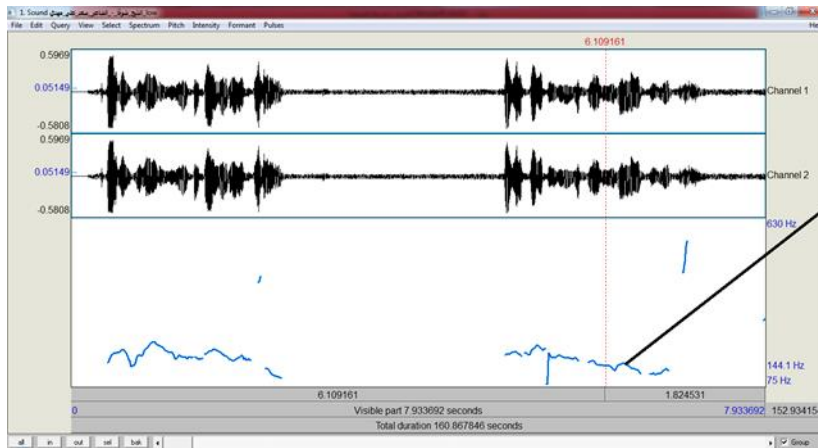 1. Sound
File Edit Query View Select Spectrum Pitch Intensity Formant Pulses
6.109161
0.5969
0.05149
-0.5808
Channel 1
0.5969
0.05149
-0.5808
Channel 2
630 Hz
144.1 Hz
75 Hz
6.109161 1.824531
0 Visible part 7.933692 seconds 7.933692 152.93415
Total duration 160.867846 seconds
all in out sel bak Group